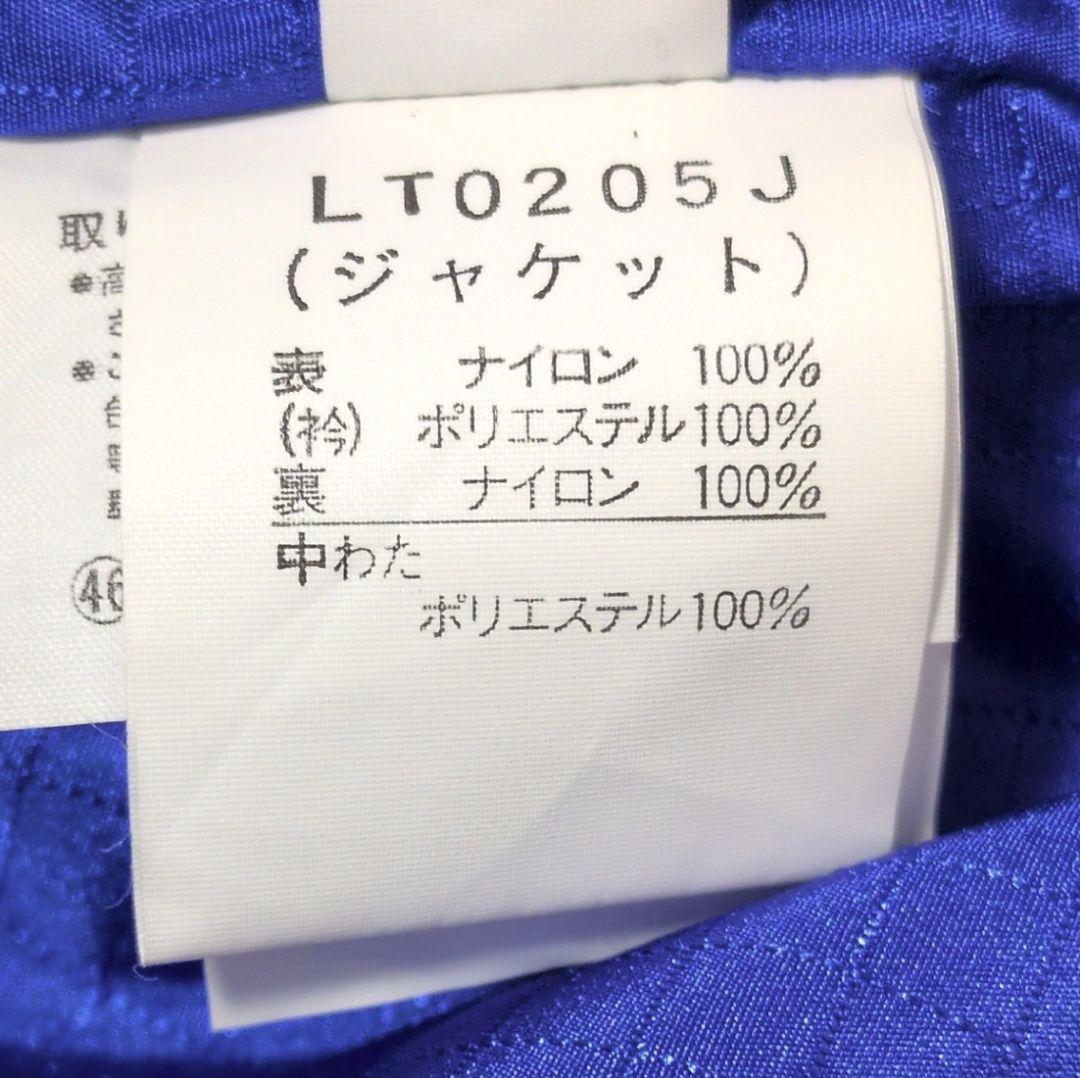 LT0205J
(ジャケット)
表 ナイロン 100%
(衿) ポリエステル100%
裏 ナイロン 100%
中わた
ポリエステル100%
取
●高
●
㊻